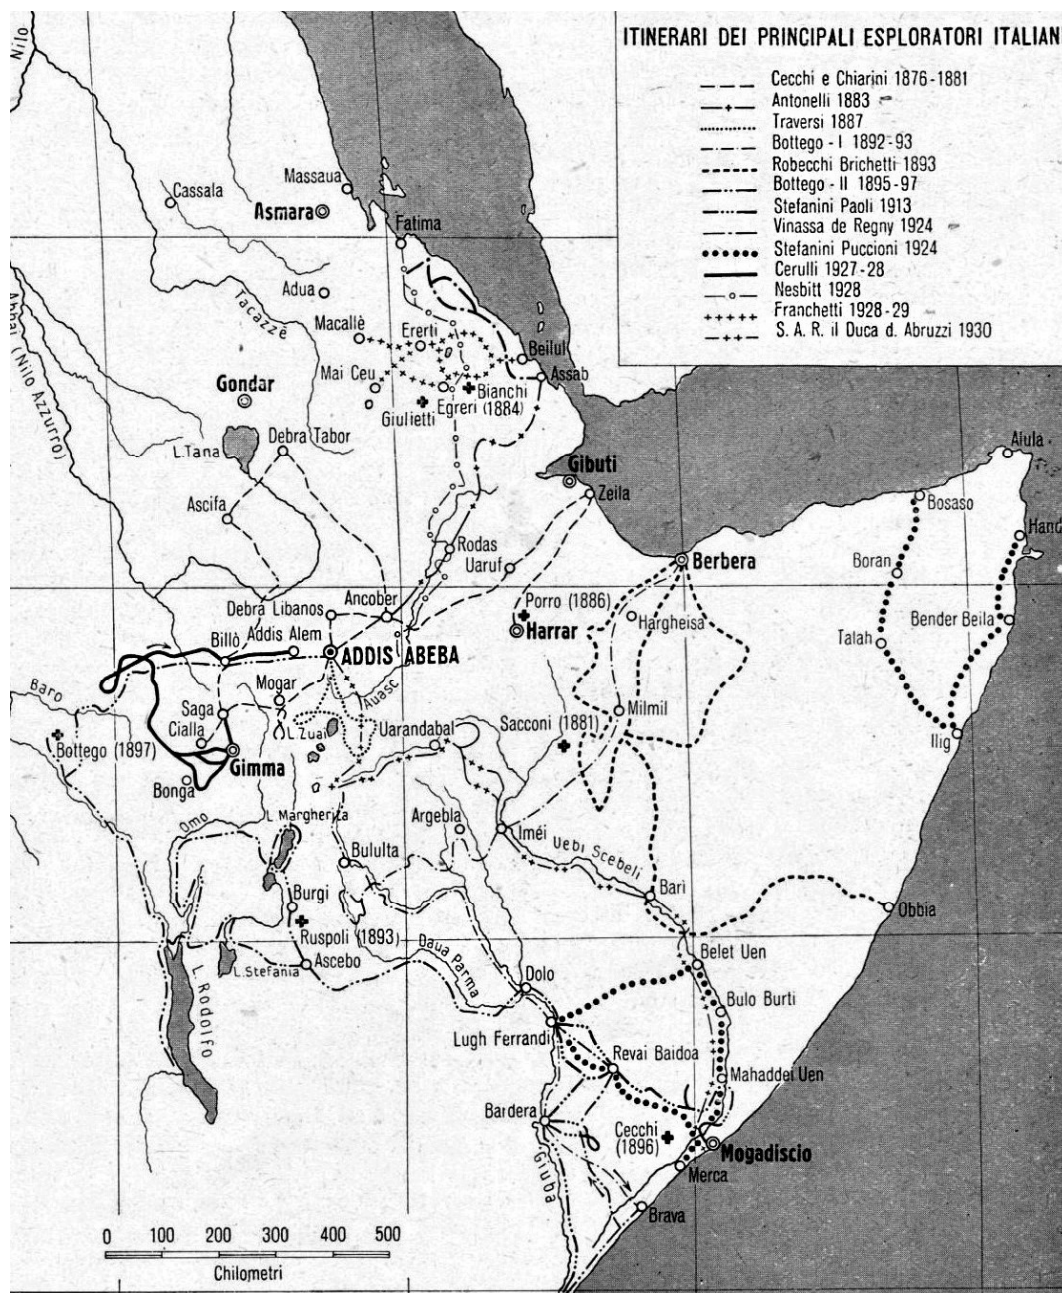 ITINERARI DEI PRINCIPALI ESPLORATORI ITALIAN
Cecchi e Chiarini 1876-1881
Antonelli 1883
Traversi 1887
Bottego - I 1892-93
Robecchi Brichetti 1893
Bottego - II 1895-97
Stefanini Paoli 1913
Vinassa de Regny 1924
Stefanini Puccioni 1924
Cerulli 1927-28
Nesbitt 1928
Franchetti 1928-29
S. A. R. il Duca d. Abruzzi 1930
Nilo
Cassala
Massaua
Asmara
Fatima
Adua
Tacazzè
Macallè
Ererti
Beilul
Mai Ceu
Assab
Abbai (Nilo Azzurro)
Gondar
Giulietti
Egreri
Bianchi
(1884)
L. Tana
Debra Tabor
Gibuti
Zeila
Alula
Bosaso
Hand
Ascifa
Rodas
Uaruf
Berbera
Boran
Debra Libanos
Ancober
Porro (1886)
Harrar
Hargheisa
Bender Beila
Talah
Billò
Addis Alem
ADDIS ABEBA
Baro
Mogar
Auasc
Saga
Cialla
L. Zuai
Uarandabal
Sacconi (1881)
Milmil
Ilig
Bottego (1897)
Gimma
Bonga
Omo
L. Margherita
Argebla
Iméi
Uebi Scebeli
Bululta
Bari
Obbia
Burgi
Ruspoli (1893)
Ascebo
L. Stefania
L. Rodolfo
Daua Parma
Dolo
Belet Uen
Bulo Burti
Lugh Ferrandi
Revai Baidoa
Mahaddei Uen
Bardera
Cecchi
(1896)
Mogadiscio
Merca
Giuba
Brava
0 100 200 300 400 500
Chilometri